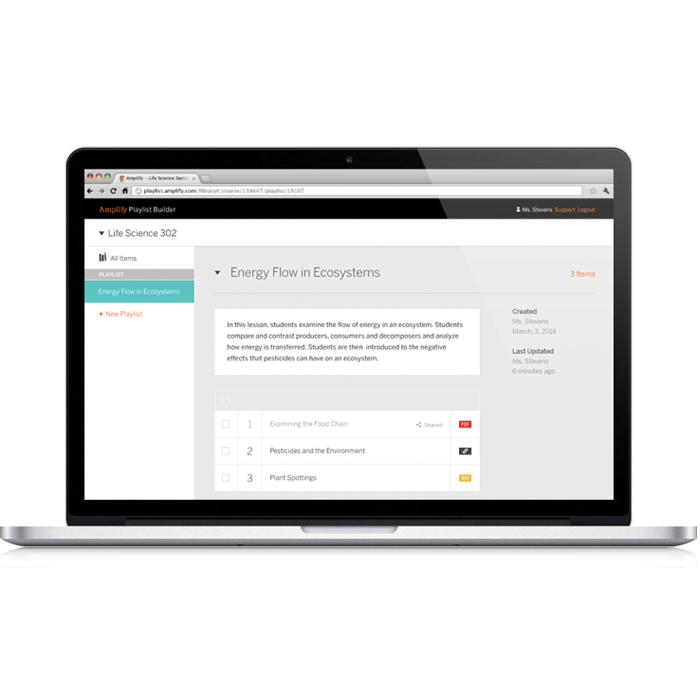 Amplify - Life Science Secti
playlist.amplify.com/library#/course/138447/playlist/19167
Amplify Playlist Builder
Ms. Stevens Support Logout
Life Science 302
All Items
PLAYLIST
Energy Flow in Ecosystems
+ New Playlist
Energy Flow in Ecosystems
3 Items
In this lesson, students examine the flow of energy in an ecosystem. Students
compare and contrast producers, consumers and decomposers and analyze
how energy is transferred. Students are then introduced to the negative
effects that pesticides can have on an ecosystem.
Created
Ms. Stevens
March, 3, 2014
Last Updated
Ms. Stevens
6 minutes ago
1 Examining the Food Chain Shared PDF
2 Pesticides and the Environment
3 Plant Spottings